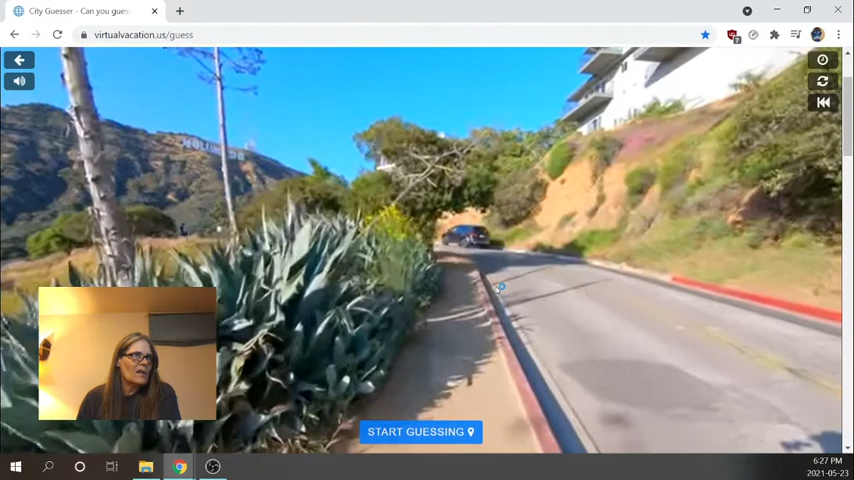 City Guesser - Can you gues
virtualvacation.us/guess
HOLLYWOOD
START GUESSING
6:27 PM
2021-05-23